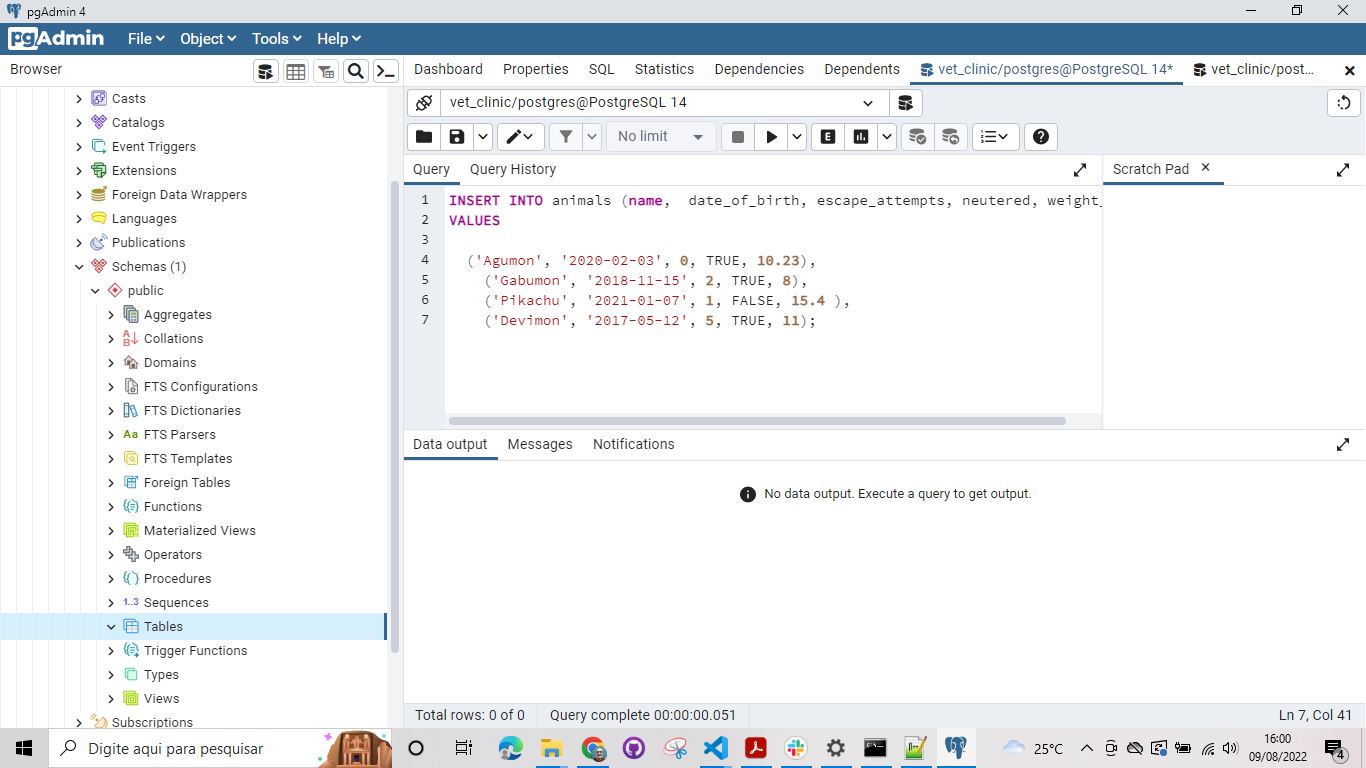 pgAdmin 4
pgAdmin
File Object Tools Help
Browser
Dashboard Properties SQL Statistics Dependencies Dependents vet_clinic/postgres@PostgreSQL 14* vet_clinic/post...
Casts
Catalogs
Event Triggers
Extensions
Foreign Data Wrappers
Languages
Publications
Schemas (1)
public
Aggregates
Collations
Domains
FTS Configurations
FTS Dictionaries
Aa FTS Parsers
FTS Templates
Foreign Tables
Functions
Materialized Views
Operators
Procedures
1..3 Sequences
Tables
Trigger Functions
Types
Views
Subscriptions
vet_clinic/postgres@PostgreSQL 14
No limit
E
Query Query History
Scratch Pad
1 INSERT INTO animals (name,  date_of_birth, escape_attempts, neutered, weight_
2 VALUES
3
4 ('Agumon', '2020-02-03', 0, TRUE, 10.23),
5 ('Gabumon', '2018-11-15', 2, TRUE, 8),
6 ('Pikachu', '2021-01-07', 1, FALSE, 15.4 ),
7 ('Devimon', '2017-05-12', 5, TRUE, 11);
Data output Messages Notifications
No data output. Execute a query to get output.
Total rows: 0 of 0 Query complete 00:00:00.051 Ln 7, Col 41
Digite aqui para pesquisar
25°C
16:00
09/08/2022
4